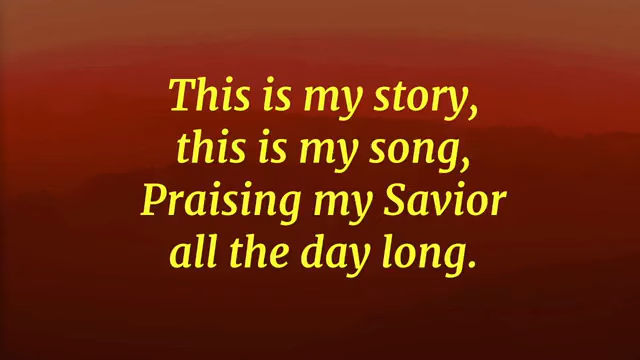 This is my story,
this is my song,
Praising my Savior
all the day long.